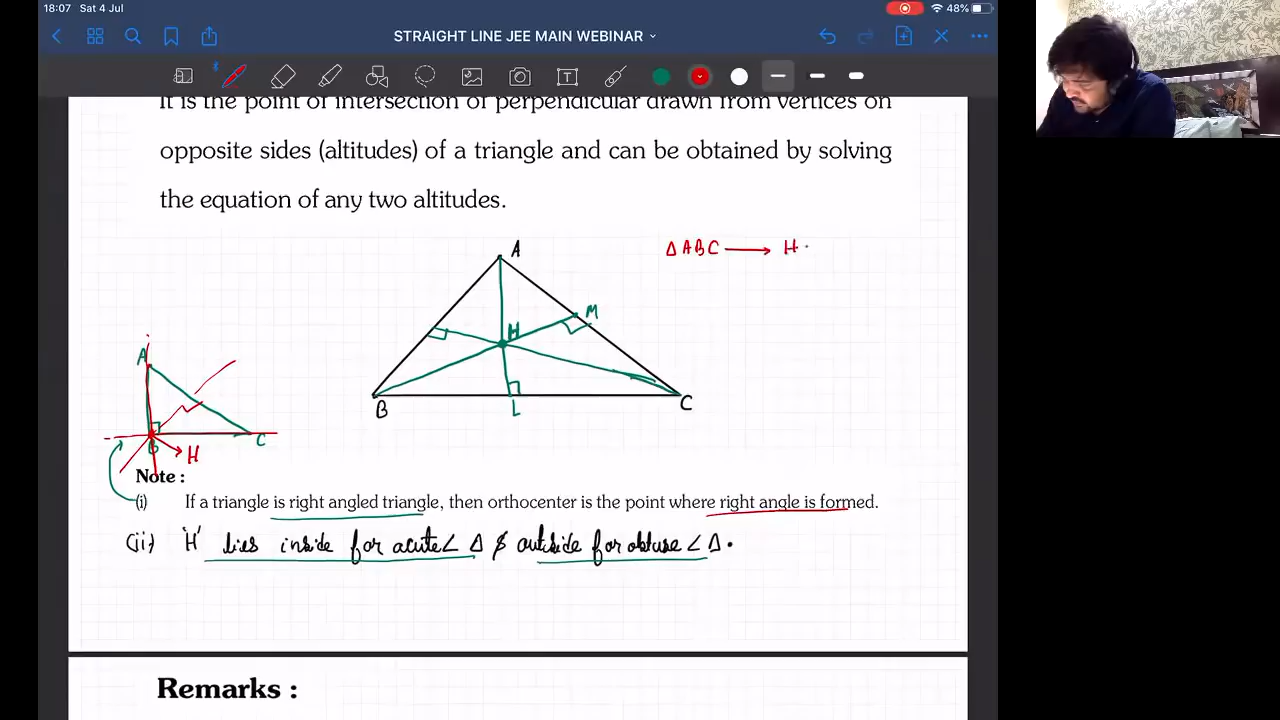 18:07 Sat 4 Jul
48%
STRAIGHT LINE JEE MAIN WEBINAR
It is the point of intersection of perpendicular drawn from vertices on
opposite sides (altitudes) of a triangle and can be obtained by solving
the equation of any two altitudes.
A
Δ ABC → H
M
H
A
B
L
C
B
C
H
Note :
(i) If a triangle is right angled triangle, then orthocenter is the point where right angle is formed.
(ii) 'H' lies inside for acute∠ Δ & outside for obtuse ∠ Δ.
Remarks :